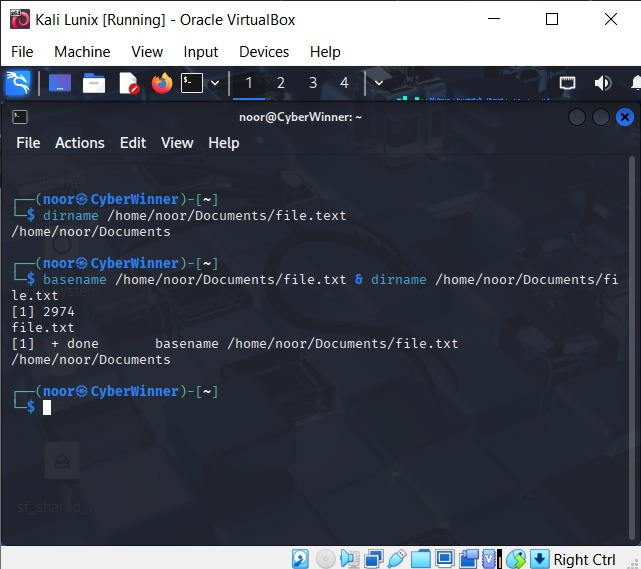 Kali Lunix [Running] - Oracle VirtualBox
File Machine View Input Devices Help
1 2 3 4
noor@CyberWinner: ~
File Actions Edit View Help
┌──(noor㉿CyberWinner)-[~]
└─$ dirname /home/noor/Documents/file.text
/home/noor/Documents
┌──(noor㉿CyberWinner)-[~]
└─$ basename /home/noor/Documents/file.txt & dirname /home/noor/Documents/fi
le.txt
[1] 2974
file.txt
[1]  + done       basename /home/noor/Documents/file.txt
/home/noor/Documents
┌──(noor㉿CyberWinner)-[~]
└─$
Right Ctrl